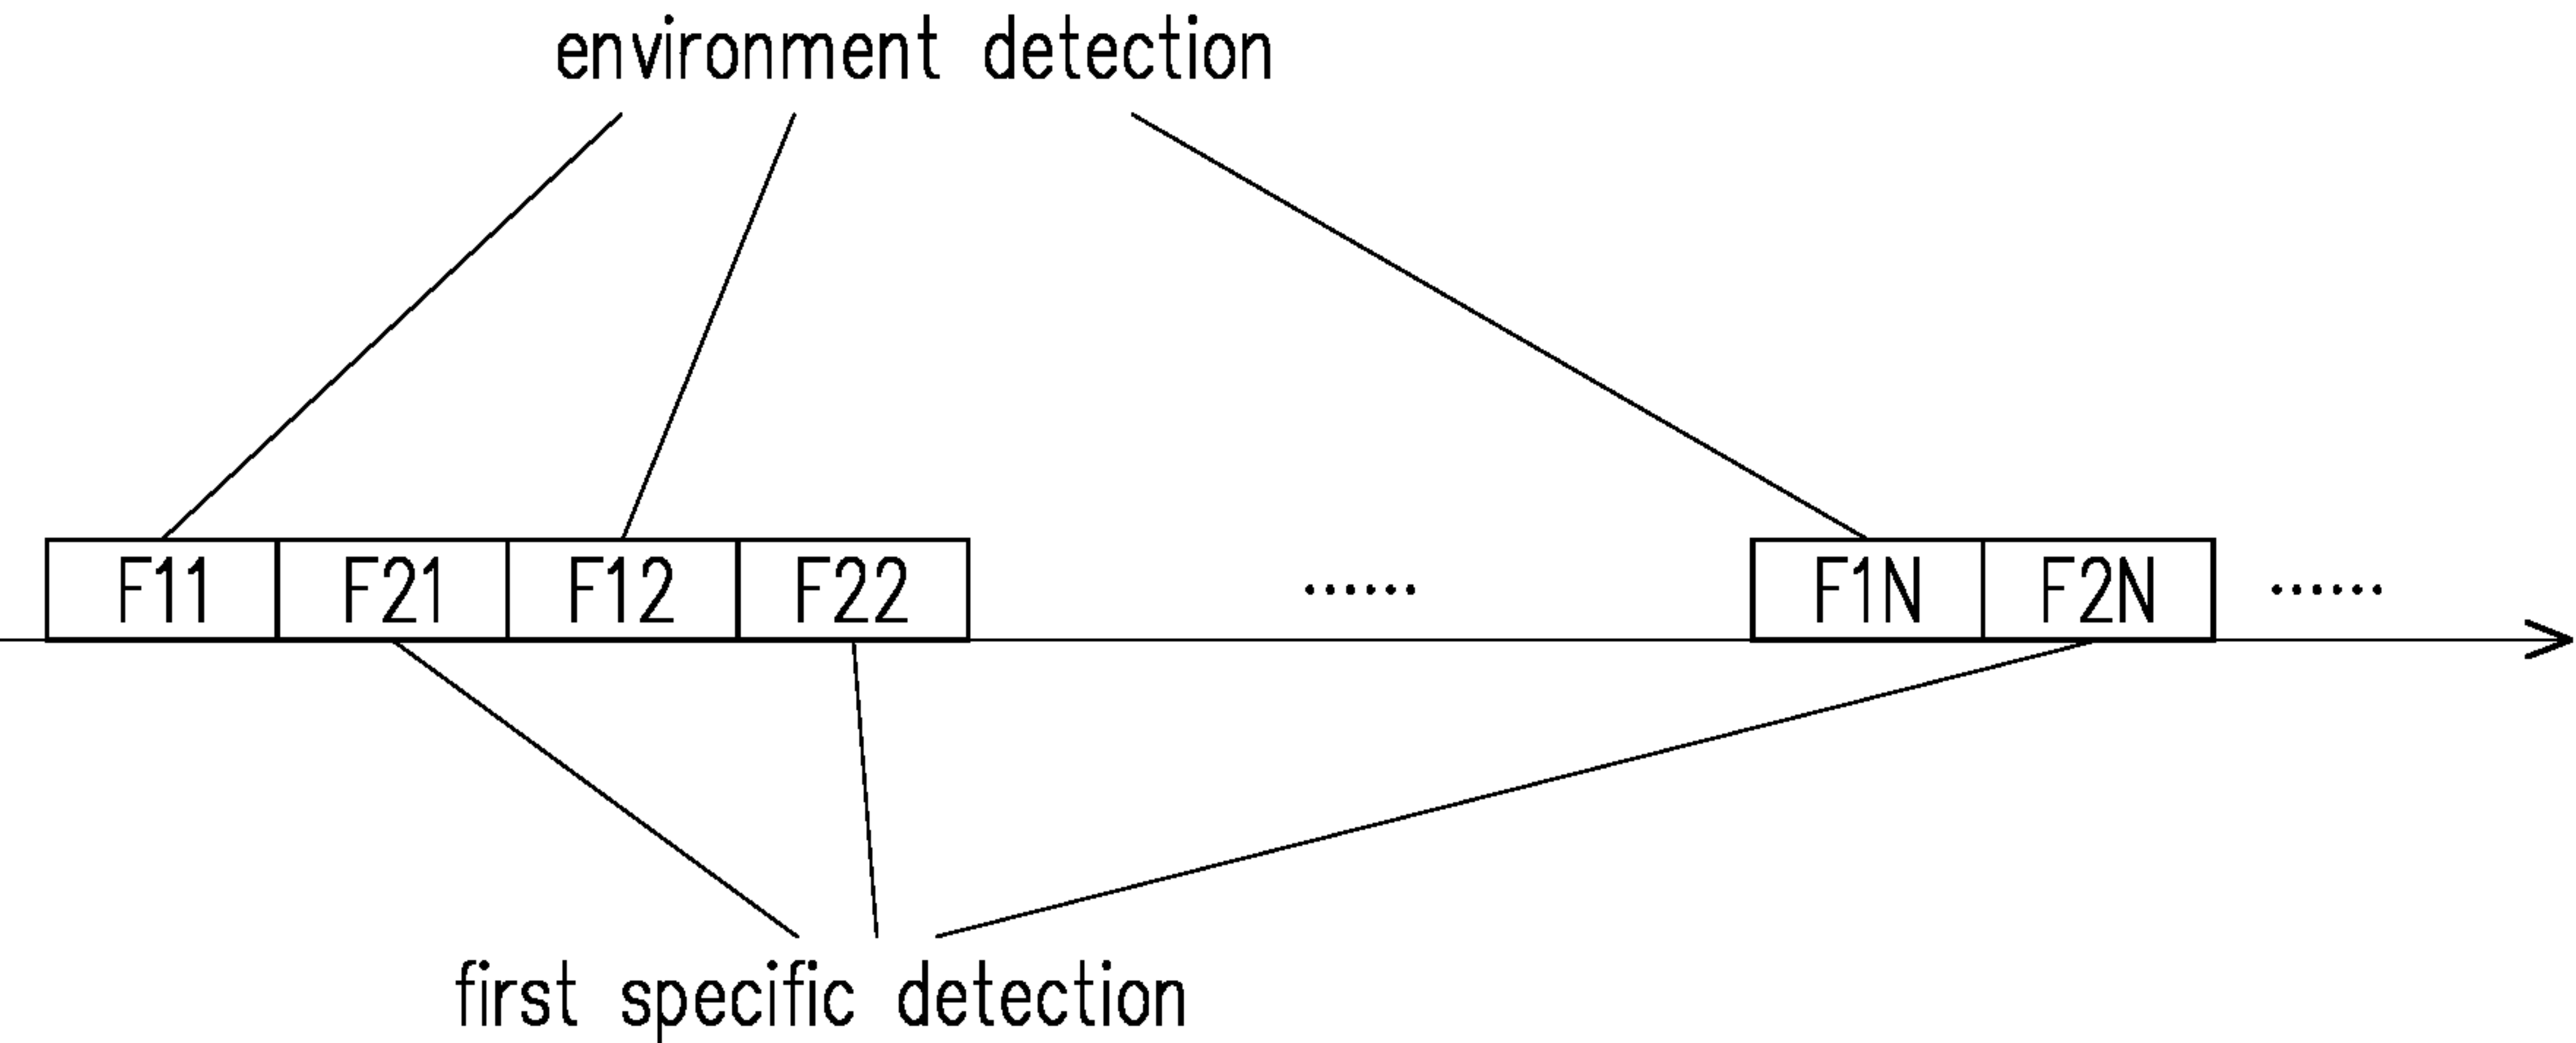 environment detection
F11 F21 F12 F22 ...... F1N F2N ......
first specific detection